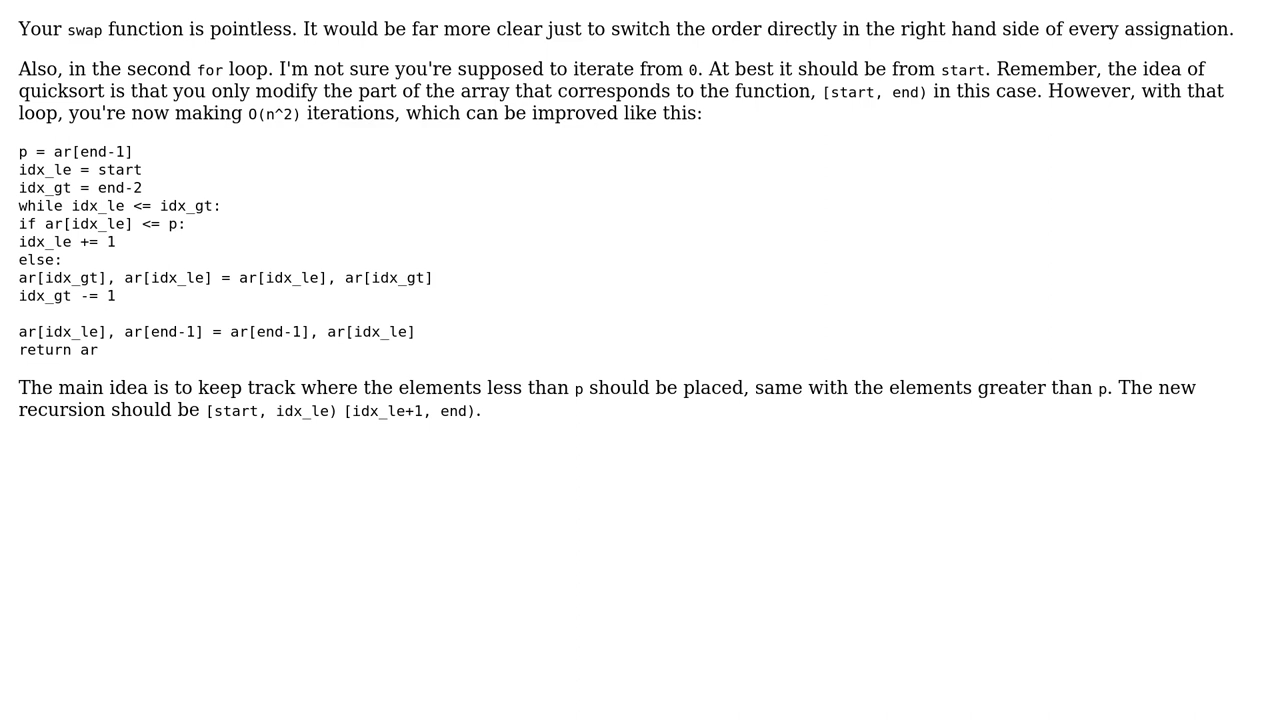 Your swap function is pointless. It would be far more clear just to switch the order directly in the right hand side of every assignation.
Also, in the second for loop. I'm not sure you're supposed to iterate from 0. At best it should be from start. Remember, the idea of
quicksort is that you only modify the part of the array that corresponds to the function, [start, end) in this case. However, with that
loop, you're now making O(n^2) iterations, which can be improved like this:
p = ar[end-1]
idx_le = start
idx_gt = end-2
while idx_le <= idx_gt:
if ar[idx_le] <= p:
idx_le += 1
else:
ar[idx_gt], ar[idx_le] = ar[idx_le], ar[idx_gt]
idx_gt -= 1
ar[idx_le], ar[end-1] = ar[end-1], ar[idx_le]
return ar
The main idea is to keep track where the elements less than p should be placed, same with the elements greater than p. The new
recursion should be [start, idx_le) [idx_le+1, end).